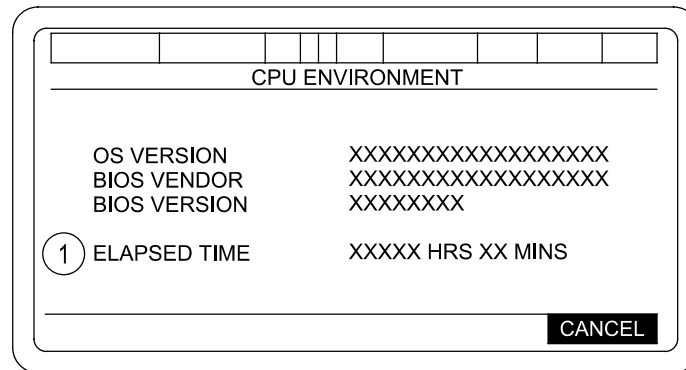 CPU ENVIRONMENT
OS VERSION XXXXXXXXXXXXXXXXXX
BIOS VENDOR XXXXXXXXXXXXXXXXXX
BIOS VERSION XXXXXXXX
1 ELAPSED TIME XXXXX HRS XX MINS
CANCEL